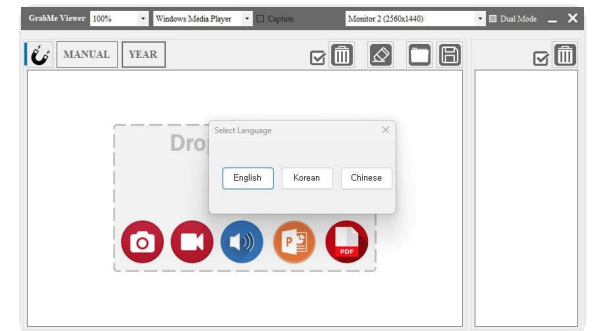 GrabMe Viewer 100% Windows Media Player Caption Monitor 2 (2560x1440) Dual Mode
MANUAL YEAR
Select Language
Dro
English Korean Chinese
P
PDF